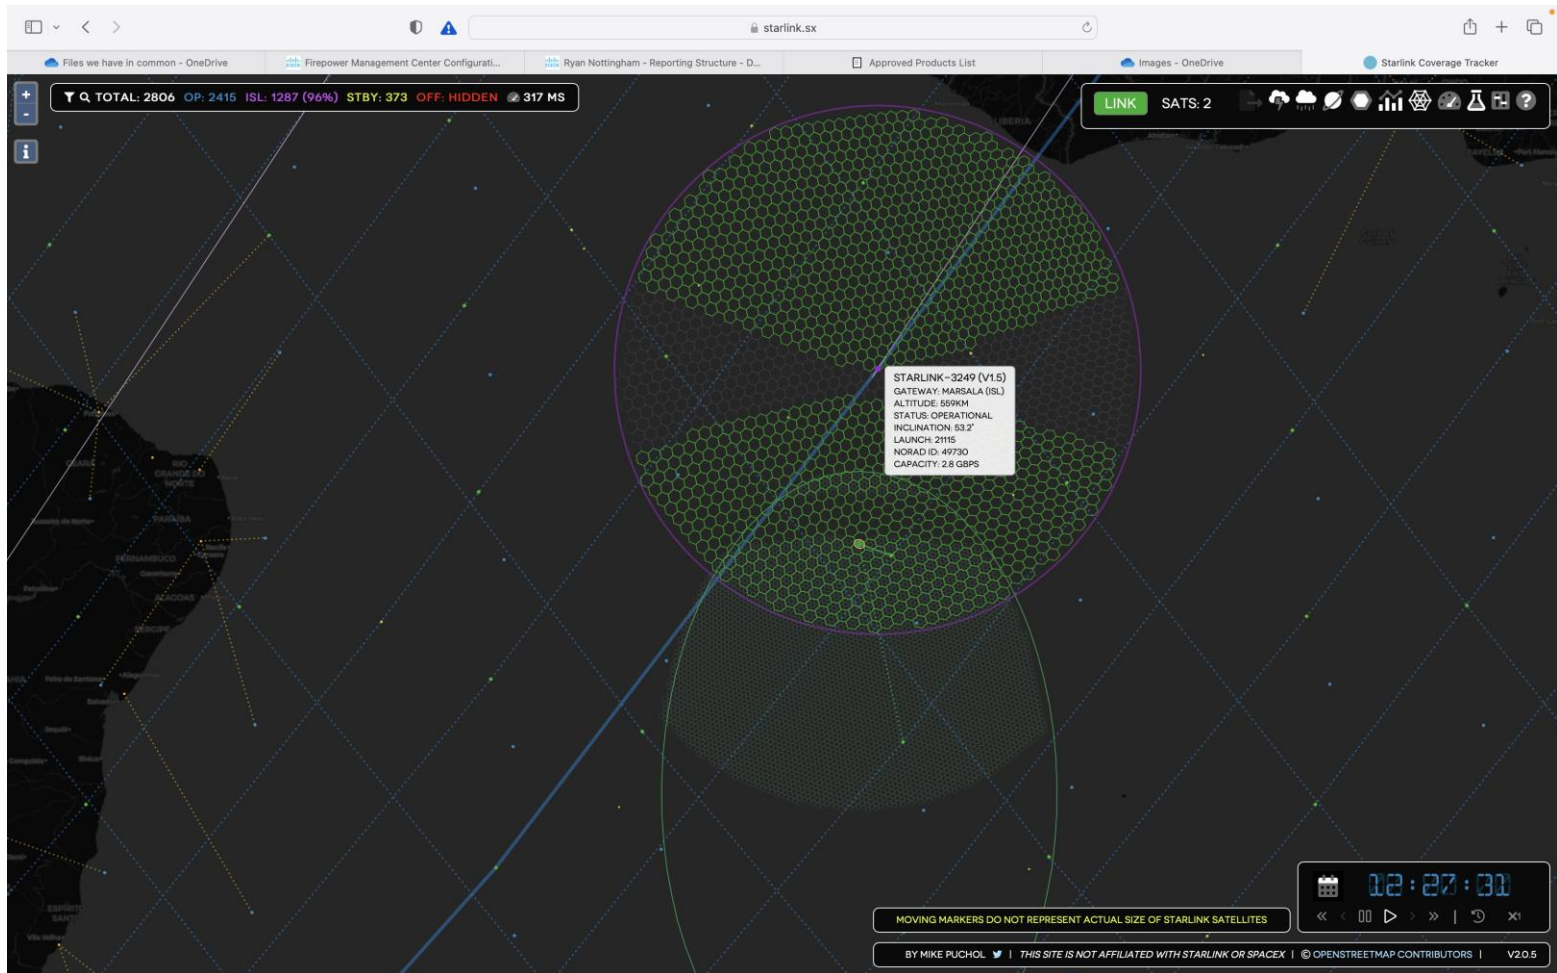 starlink.sx
Files we have in common - OneDrive
Firepower Management Center Configurati...
Ryan Nottingham - Reporting Structure - D...
Approved Products List
Images - OneDrive
Starlink Coverage Tracker
+
-
i
TOTAL: 2806 OP: 2415 ISL: 1287 (96%) STBY: 373 OFF: HIDDEN 317 MS
LINK SATS: 2 ?
LIBERIA
STARLINK-3249 (V1.5)
GATEWAY: MARSALA (ISL)
ALTITUDE: 559KM
STATUS: OPERATIONAL
INCLINATION: 53.2°
LAUNCH: 21115
NORAD ID: 49730
CAPACITY: 2.8 GBPS
CEARÁ
RIO
GRANDE DO
NORTE
PARAÍBA
PERNAMBUCO
ALAGOAS
SERGIPE
ESPÍRITO
SANTO
12:27:31
X1
MOVING MARKERS DO NOT REPRESENT ACTUAL SIZE OF STARLINK SATELLITES
BY MIKE PUCHOL | THIS SITE IS NOT AFFILIATED WITH STARLINK OR SPACEX | © OPENSTREETMAP CONTRIBUTORS | V2.0.5